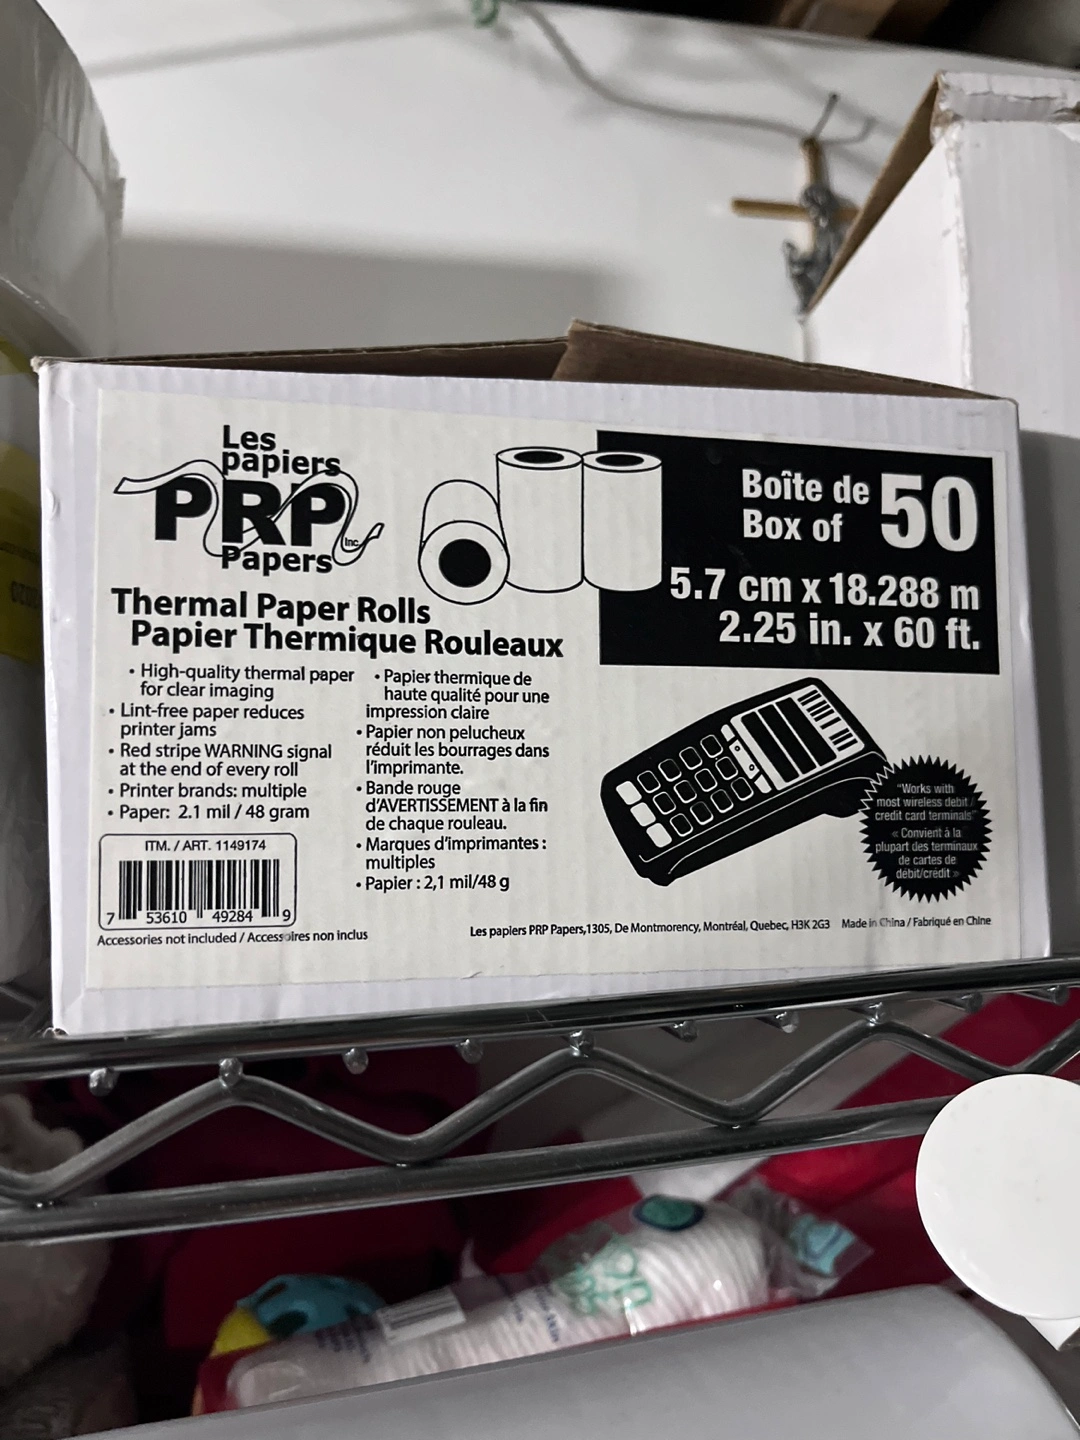 Les
papiers
PRP
Inc.
Papers
Thermal Paper Rolls
Papier Thermique Rouleaux
Boîte de
Box of
50
5.7 cm x 18.288 m
2.25 in. x 60 ft.
• High-quality thermal paper
for clear imaging
• Lint-free paper reduces
printer jams
• Red stripe WARNING signal
at the end of every roll
• Printer brands: multiple
• Paper: 2.1 mil / 48 gram
• Papier thermique de
haute qualité pour une
impression claire
• Papier non pelucheux
réduit les bourrages dans
l'imprimante.
• Bande rouge
d'AVERTISSEMENT à la fin
de chaque rouleau.
• Marques d'imprimantes :
multiples
• Papier : 2,1 mil/48 g
"Works with
most wireless debit /
credit card terminals"
« Convient à la
plupart des terminaux
de cartes de
débit/crédit »
ITM. / ART. 1149174
7 53610 49284 9
Accessories not included / Accessoires non inclus
Les papiers PRP Papers,1305, De Montmorency, Montréal, Quebec, H3K 2G3 Made in China / Fabriqué en Chine